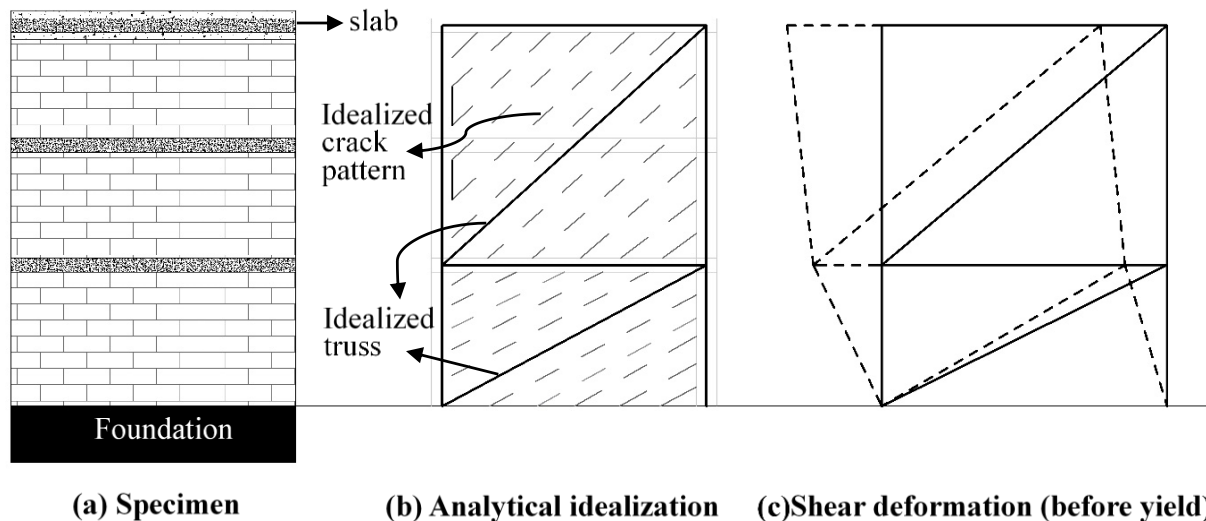 slab
Idealized
crack
pattern
Idealized
truss
Foundation
(a) Specimen
(b) Analytical idealization
(c)Shear deformation (before yield)